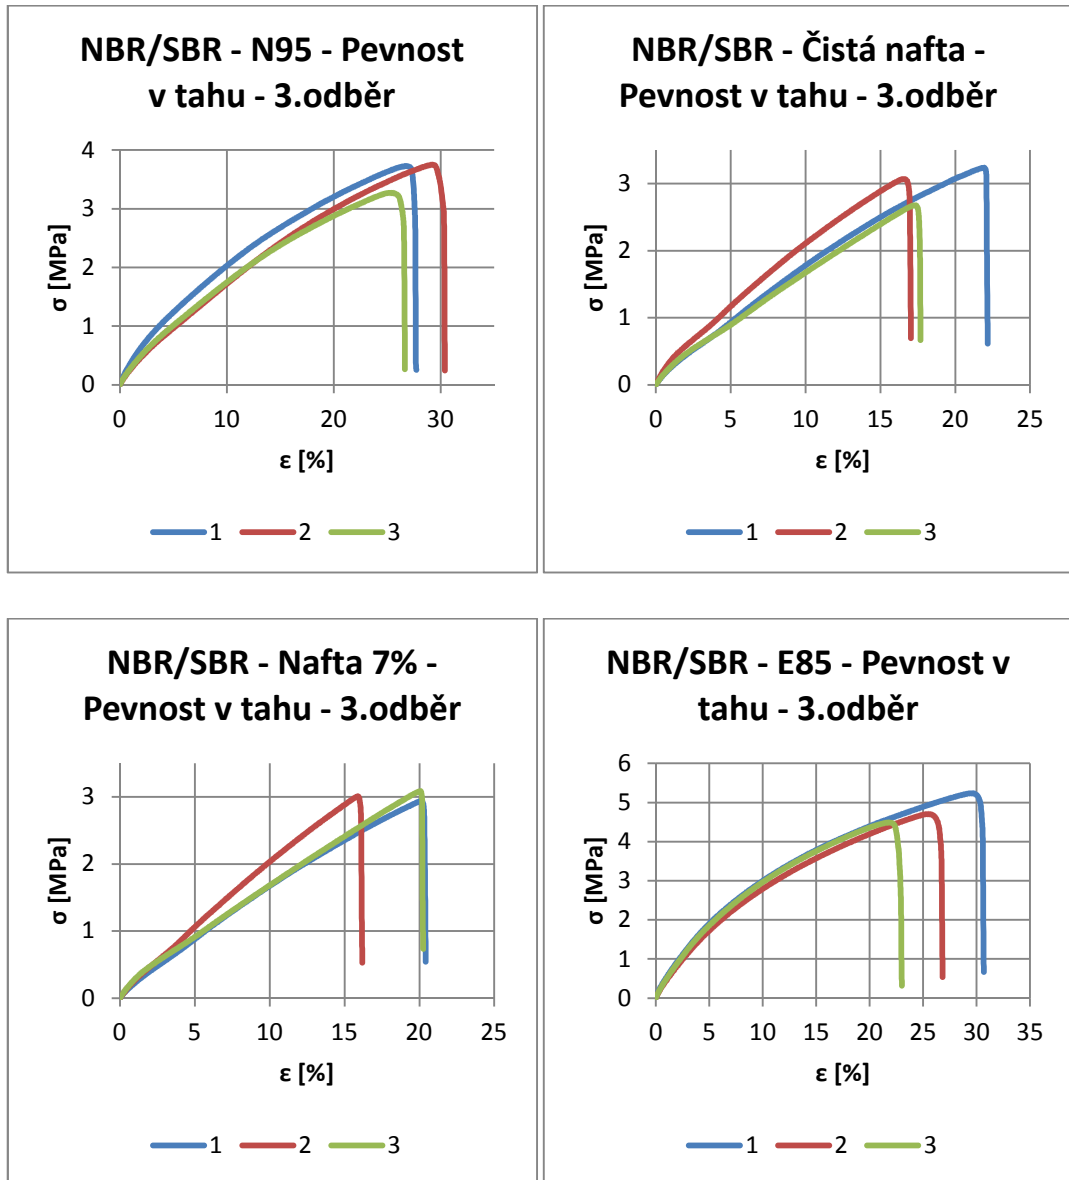 NBR/SBR - N95 - Pevnost
v tahu - 3.odběr
4
3
2
1
0
σ [MPa]
0 10 20 30
ε [%]
1 2 3
NBR/SBR - Čistá nafta -
Pevnost v tahu - 3.odběr
3
2
1
0
σ [MPa]
0 5 10 15 20 25
ε [%]
1 2 3
NBR/SBR - Nafta 7% -
Pevnost v tahu - 3.odběr
3
2
1
0
σ [MPa]
0 5 10 15 20 25
ε [%]
1 2 3
NBR/SBR - E85 - Pevnost v
tahu - 3.odběr
6
5
4
3
2
1
0
σ [MPa]
0 5 10 15 20 25 30 35
ε [%]
1 2 3